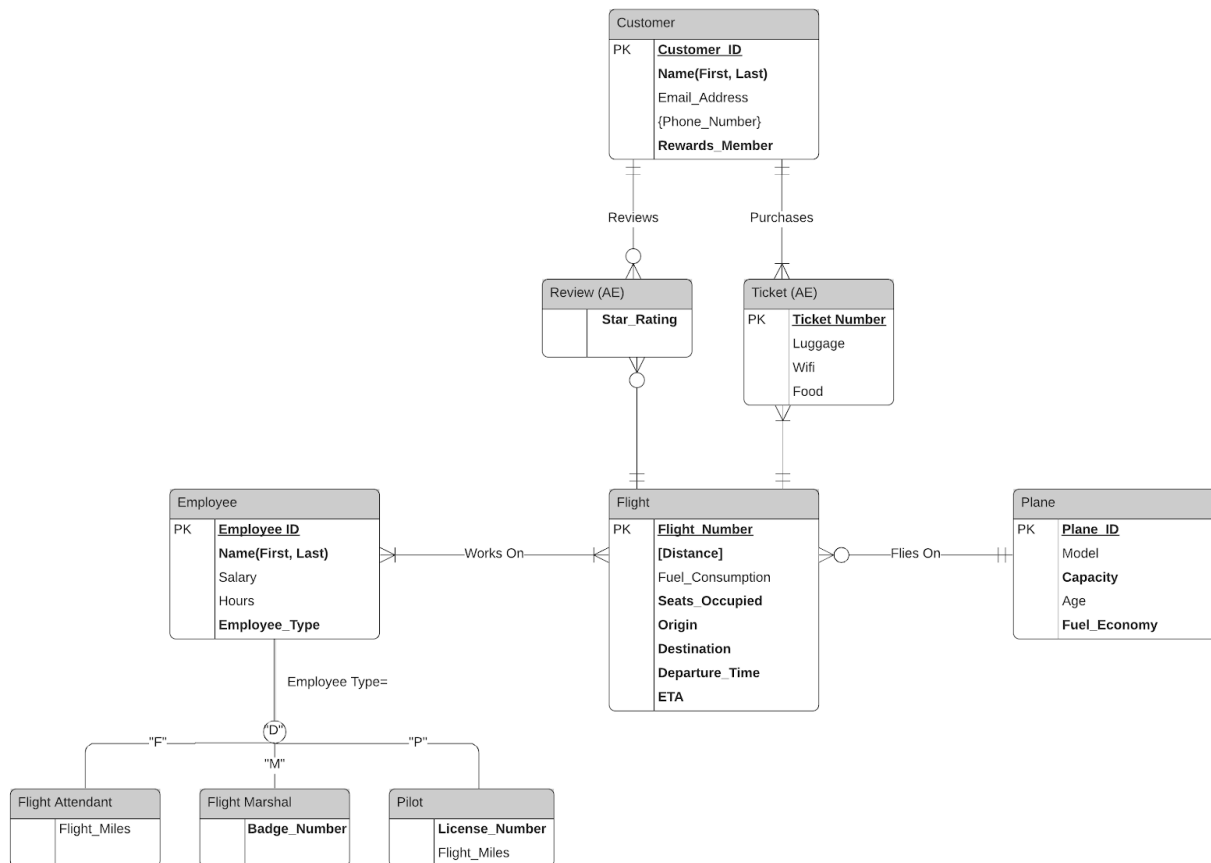 Customer
PK Customer_ID
Name(First, Last)
Email_Address
{Phone_Number}
Rewards_Member
Reviews
Purchases
Review (AE)
Star_Rating
Ticket (AE)
PK Ticket Number
Luggage
Wifi
Food
Employee
PK Employee ID
Name(First, Last)
Salary
Hours
Employee_Type
Works On
Flight
PK Flight_Number
[Distance]
Fuel_Consumption
Seats_Occupied
Origin
Destination
Departure_Time
ETA
Flies On
Plane
PK Plane_ID
Model
Capacity
Age
Fuel_Economy
Employee Type=
"D"
"F"
"M"
"P"
Flight Attendant
Flight_Miles
Flight Marshal
Badge_Number
Pilot
License_Number
Flight_Miles